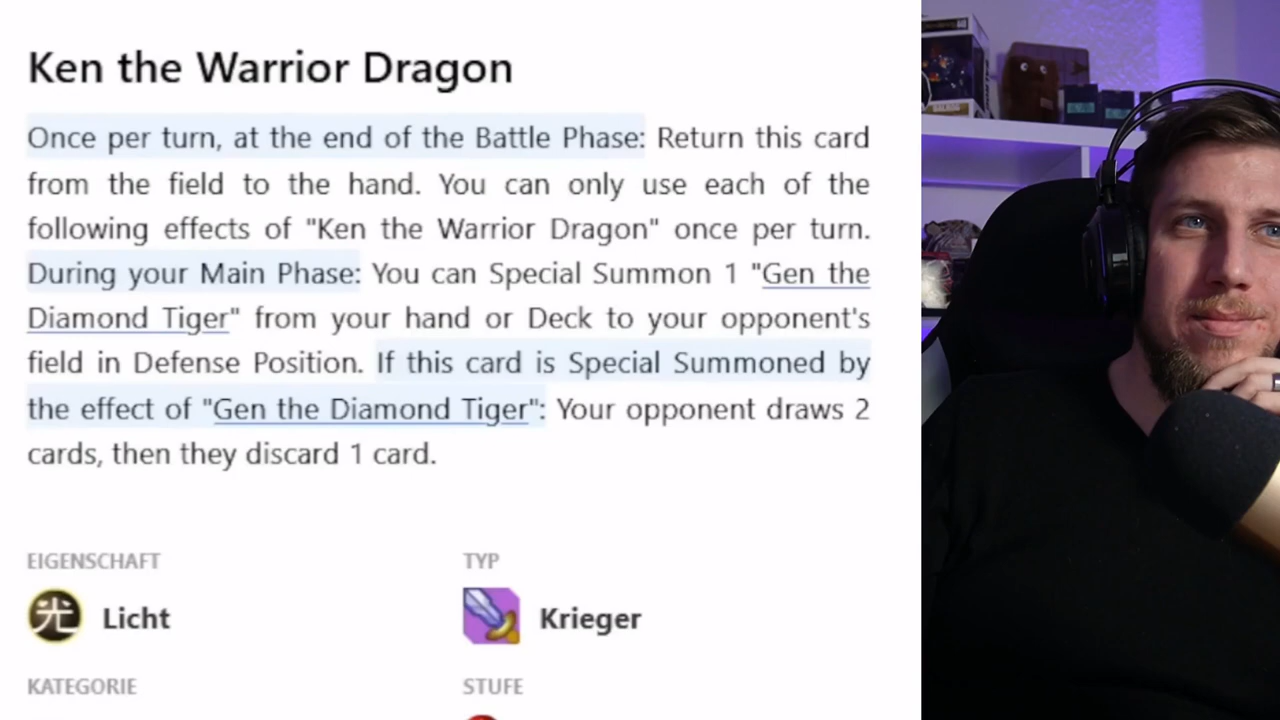 Ken the Warrior Dragon
Once per turn, at the end of the Battle Phase: Return this card
from the field to the hand. You can only use each of the
following effects of "Ken the Warrior Dragon" once per turn.
During your Main Phase: You can Special Summon 1 "Gen the
Diamond Tiger" from your hand or Deck to your opponent's
field in Defense Position. If this card is Special Summoned by
the effect of "Gen the Diamond Tiger": Your opponent draws 2
cards, then they discard 1 card.
EIGENSCHAFT
TYP
光
Licht
Krieger
KATEGORIE
STUFE